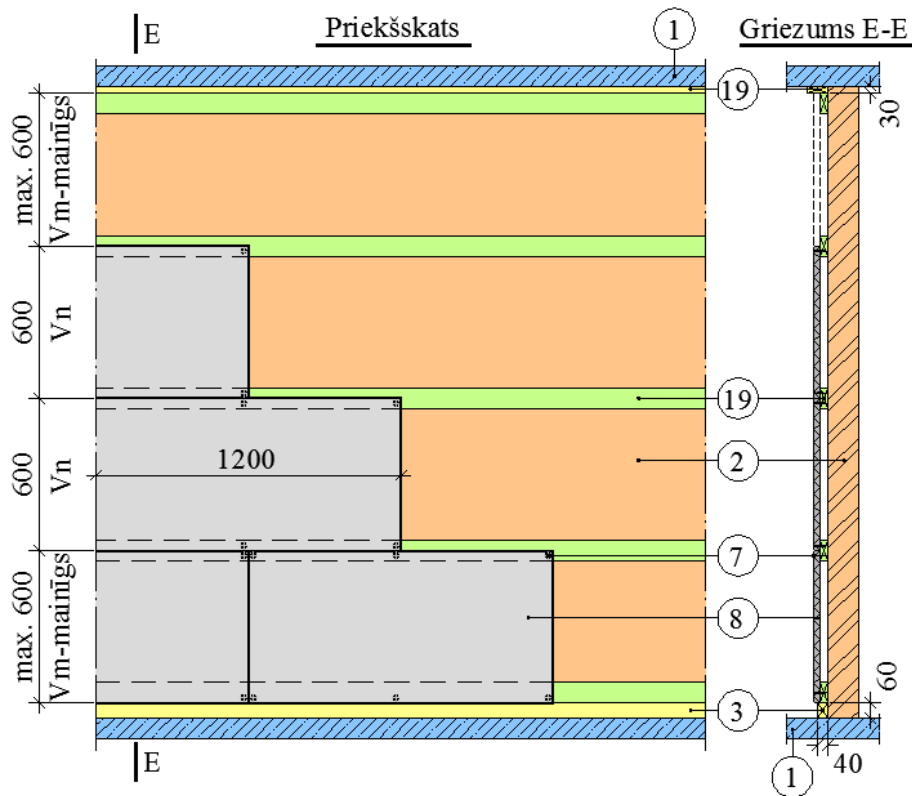 E
Priekšskats
1
Griezums E-E
19
30
max. 600
Vm-mainīgs
600
Vn
19
1200
2
600
Vn
7
max. 600
Vm-mainīgs
8
60
3
E
1
40